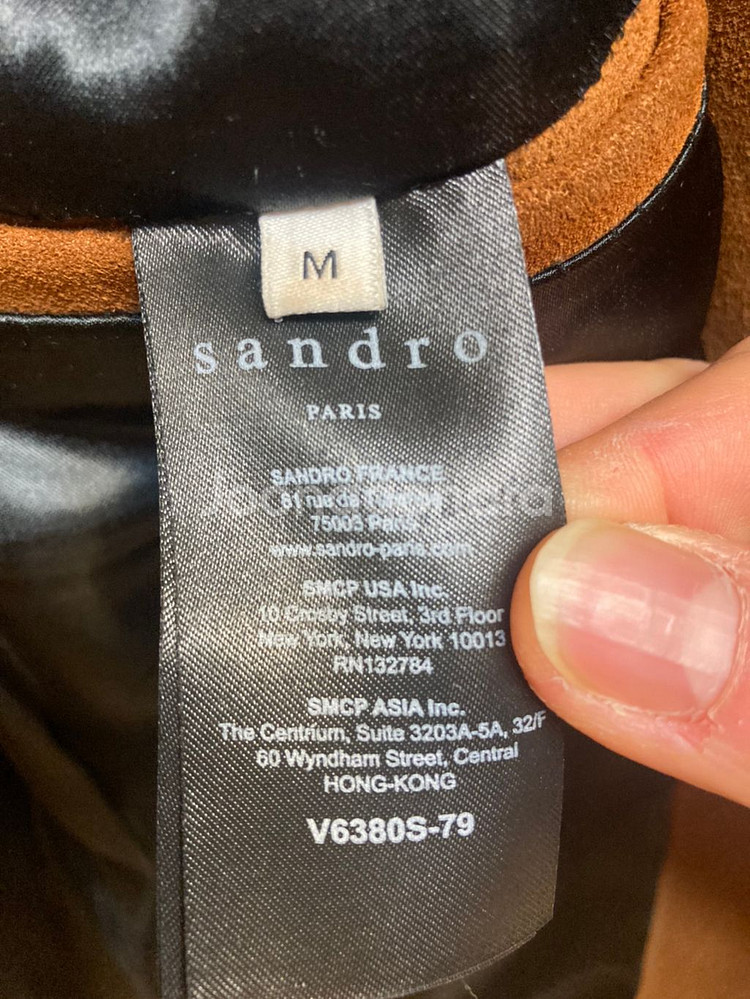 M
sandro
PARIS
SANDRO FRANCE
rue de
75003 Paris
www.sandro-paris.com
SMCP USA Inc.
10 Crosby Street, 3rd Floor
New York, New York 10013
RN132784
SMCP ASIA Inc.
The Centrium, Suite 3203A-5A, 32/F
60 Wyndham Street, Central
HONG-KONG
V6380S-79